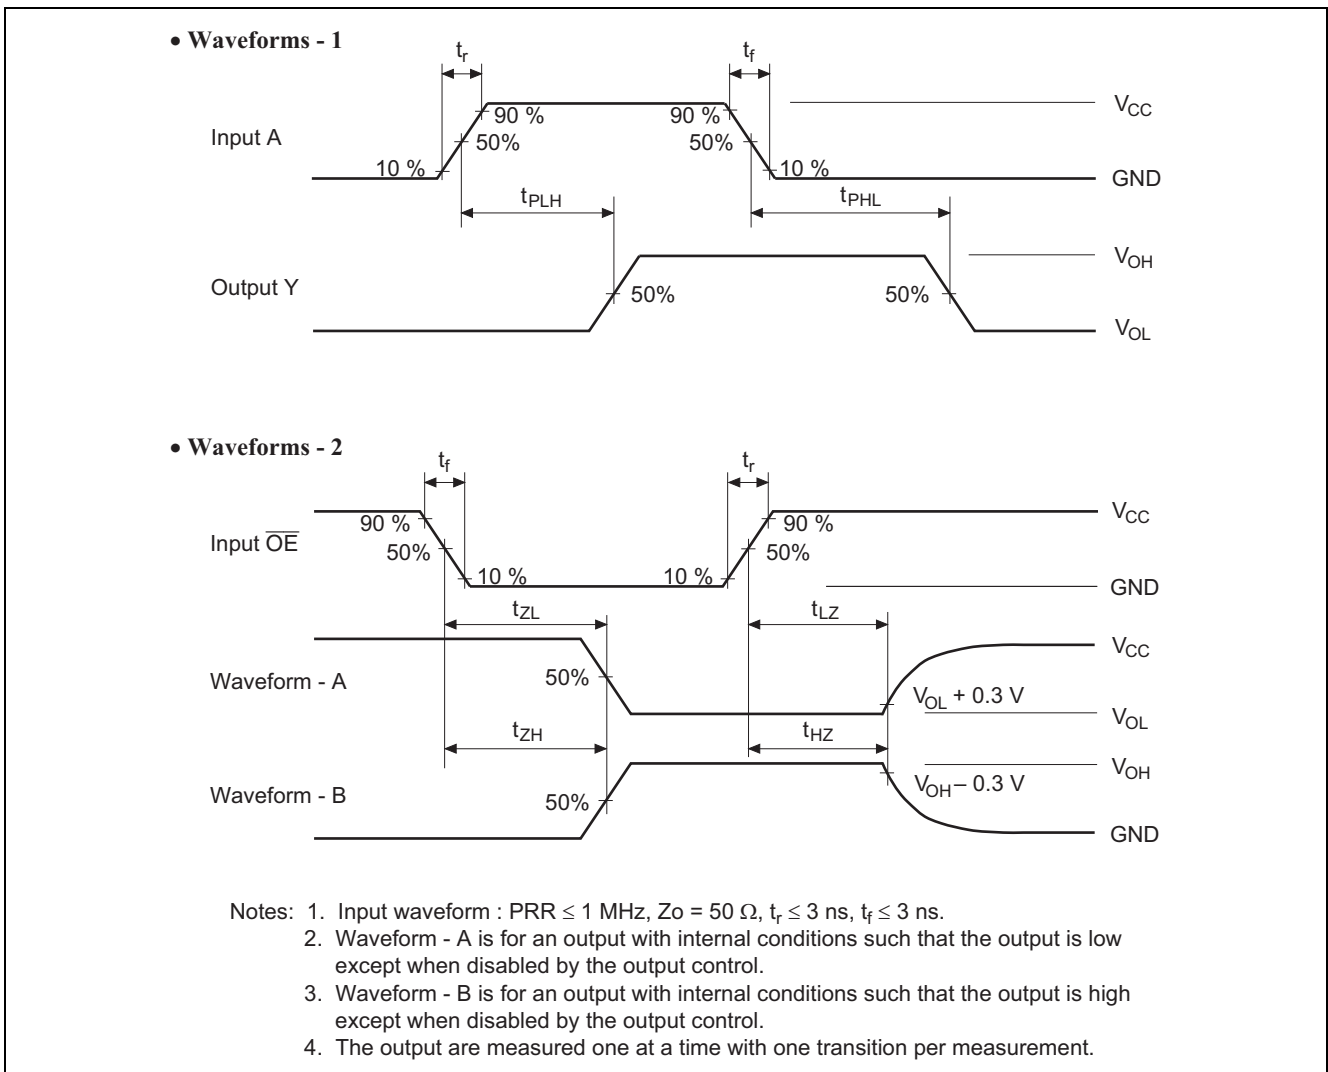 • Waveforms - 1
tr
tf
VCC
90 %
90 %
Input A
50%
50%
10 %
10 %
GND
tPLH
tPHL
VOH
Output Y
50%
50%
VOL
• Waveforms - 2
tf
tr
VCC
90 %
90 %
Input O̅E̅
50%
50%
10 %
10 %
GND
tZL
tLZ
VCC
Waveform - A
50%
VOL + 0.3 V
VOL
tZH
tHZ
VOH
VOH – 0.3 V
Waveform - B
50%
GND
Notes: 1. Input waveform : PRR ≤ 1 MHz, Zo = 50 Ω, tr ≤ 3 ns, tf ≤ 3 ns.
2. Waveform - A is for an output with internal conditions such that the output is low
except when disabled by the output control.
3. Waveform - B is for an output with internal conditions such that the output is high
except when disabled by the output control.
4. The output are measured one at a time with one transition per measurement.